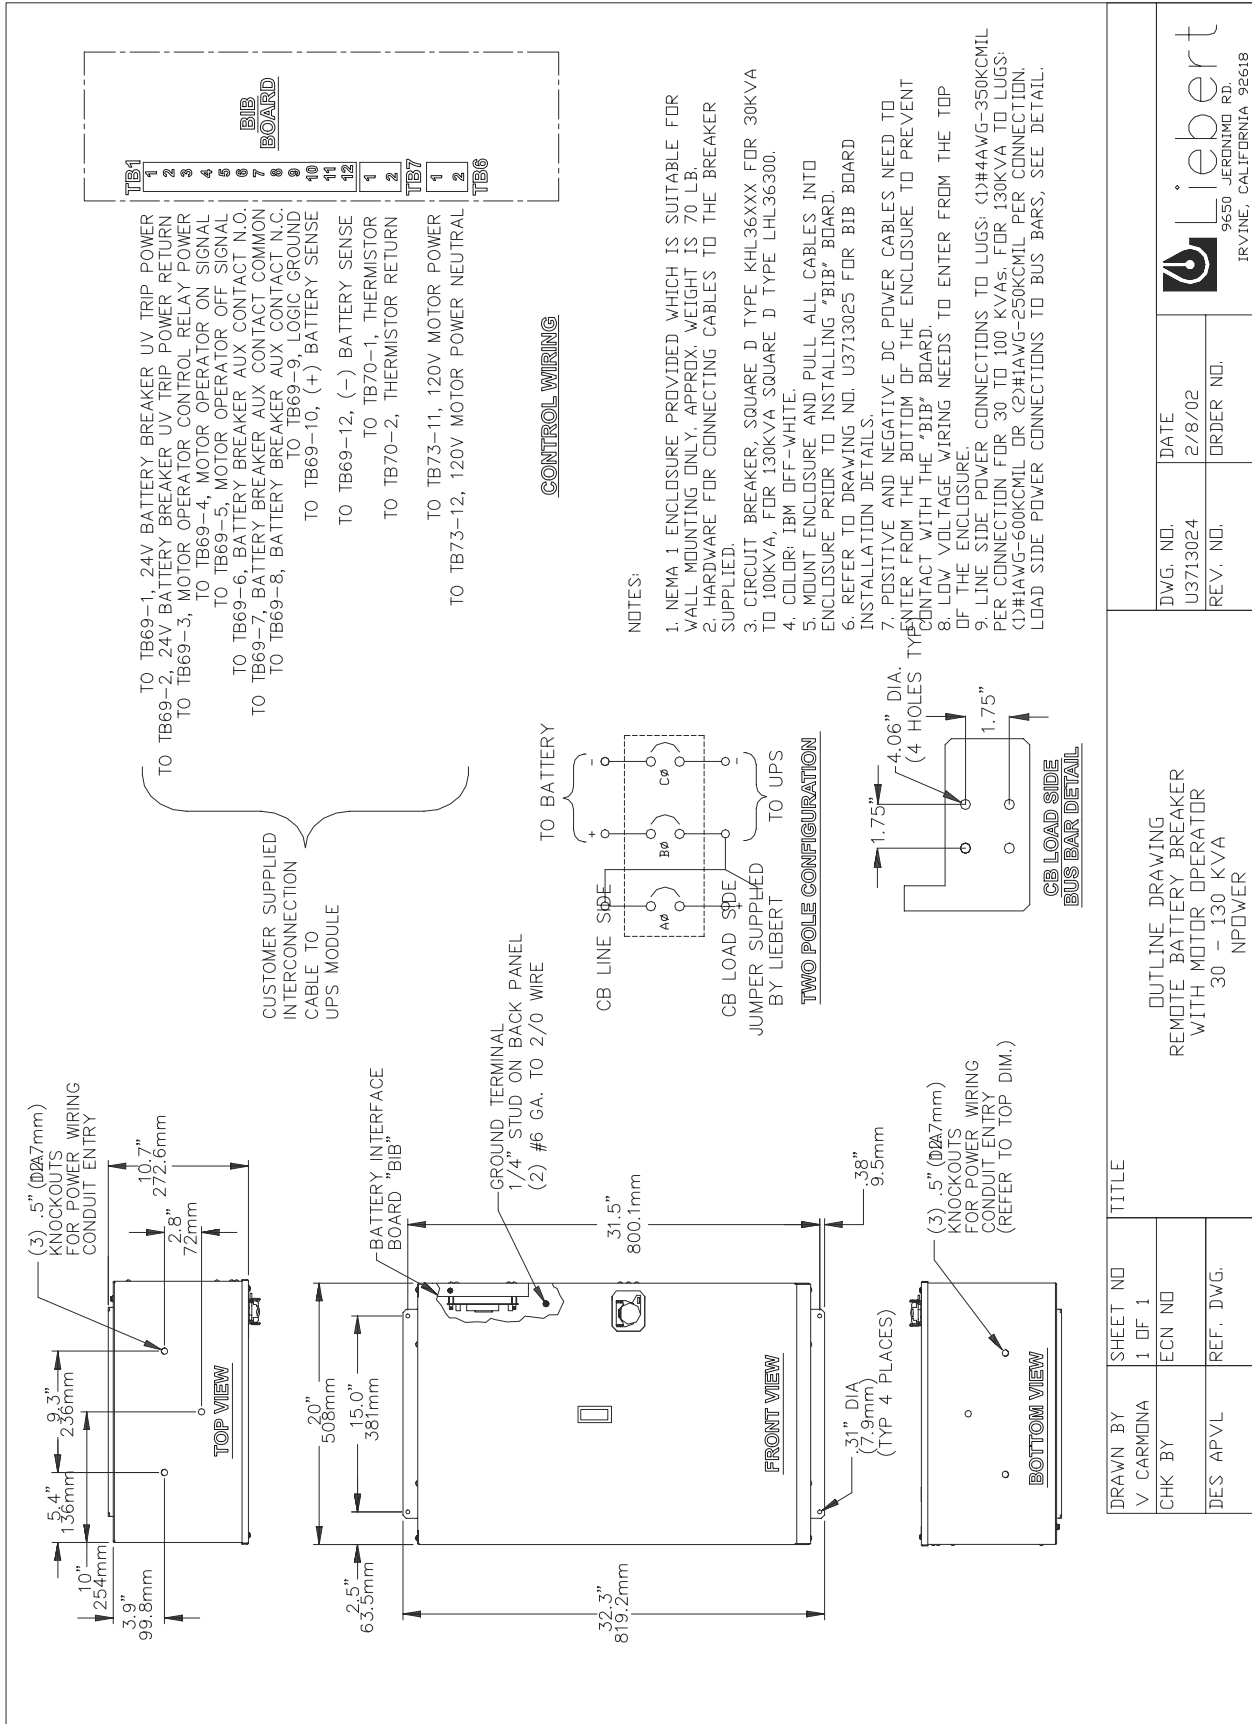 TO TB69-1, 24V BATTERY BREAKER UV TRIP POWER
TO TB69-2, 24V BATTERY BREAKER UV TRIP POWER RETURN
TO TB69-3, MOTOR OPERATOR CONTROL RELAY POWER
TO TB69-4, MOTOR OPERATOR ON SIGNAL
TO TB69-5, MOTOR OPERATOR OFF SIGNAL
TO TB69-6, BATTERY BREAKER AUX CONTACT N.O.
TO TB69-7, BATTERY BREAKER AUX CONTACT COMMON
TO TB69-8, BATTERY BREAKER AUX CONTACT N.C.
TO TB69-9, LOGIC GROUND
TO TB69-10, (+) BATTERY SENSE
TO TB69-12, (-) BATTERY SENSE
TO TB70-1, THERMISTOR
TO TB70-2, THERMISTOR RETURN
TO TB73-11, 120V MOTOR POWER
TO TB73-12, 120V MOTOR POWER NEUTRAL
TB1
1
2
3
4
5
6
7
8
9
10
11
12
1
2
TB7
1
2
TB6
BIB
BOARD
CONTROL WIRING
CUSTOMER SUPPLIED
INTERCONNECTION
CABLE TO
UPS MODULE
NOTES:
1. NEMA 1 ENCLOSURE PROVIDED WHICH IS SUITABLE FOR
WALL MOUNTING ONLY. APPROX. WEIGHT IS 70 LB.
2. HARDWARE FOR CONNECTING CABLES TO THE BREAKER
SUPPLIED.
3. CIRCUIT BREAKER, SQUARE D TYPE KHL36XXX FOR 30KVA
TO 100KVA, FOR 130KVA SQUARE D TYPE LHL36300.
4. COLOR: IBM OFF-WHITE.
5. MOUNT ENCLOSURE AND PULL ALL CABLES INTO
ENCLOSURE PRIOR TO INSTALLING "BIB" BOARD.
6. REFER TO DRAWING NO. U3713025 FOR BIB BOARD
INSTALLATION DETAILS.
7. POSITIVE AND NEGATIVE DC POWER CABLES NEED TO
ENTER FROM THE BOTTOM OF THE ENCLOSURE TO PREVENT
CONTACT WITH THE "BIB" BOARD.
8. LOW VOLTAGE WIRING NEEDS TO ENTER FROM THE TOP
OF THE ENCLOSURE.
9. LINE SIDE POWER CONNECTIONS TO LUGS: (1)#4AWG-350KCMIL
PER CONNECTION FOR 30 TO 100 KVAs. FOR 130KVA TO LUGS:
(1)#1AWG-600KCMIL OR (2)#1AWG-250KCMIL PER CONNECTION.
LOAD SIDE POWER CONNECTIONS TO BUS BARS, SEE DETAIL.
TO BATTERY
+
-
CB LINE SIDE
AØ
BØ
CØ
CB LOAD SIDE
+
-
JUMPER SUPPLIED
BY LIEBERT
TO UPS
TWO POLE CONFIGURATION
1.75"
4.06" DIA.
(4 HOLES TYP)
1.75"
CB LOAD SIDE
BUS BAR DETAIL
(3) .5" (12.7mm)
KNOCKOUTS
FOR POWER WIRING
CONDUIT ENTRY
10.7"
272.6mm
2.8"
72mm
9.3"
236mm
5.4"
136mm
10"
254mm
3.9"
99.8mm
TOP VIEW
BATTERY INTERFACE
BOARD "BIB"
GROUND TERMINAL
1/4" STUD ON BACK PANEL
(2) #6 GA. TO 2/0 WIRE
20"
508mm
15.0"
381mm
2.5"
63.5mm
31.5"
800.1mm
.38"
9.5mm
32.3"
819.2mm
.31" DIA
(7.9mm)
(TYP 4 PLACES)
FRONT VIEW
(3) .5" (12.7mm)
KNOCKOUTS
FOR POWER WIRING
CONDUIT ENTRY
(REFER TO TOP DIM.)
BOTTOM VIEW
DRAWN BY
V CARMONA
SHEET NO
1 OF 1
CHK BY
ECN NO
DES APVL
REF. DWG.
TITLE
OUTLINE DRAWING
REMOTE BATTERY BREAKER
WITH MOTOR OPERATOR
30 - 130 KVA
NPOWER
DWG. NO.
U3713024
DATE
2/8/02
REV. NO.
ORDER NO.
Liebert
9650 JERONIMO RD.
IRVINE, CALIFORNIA 92618